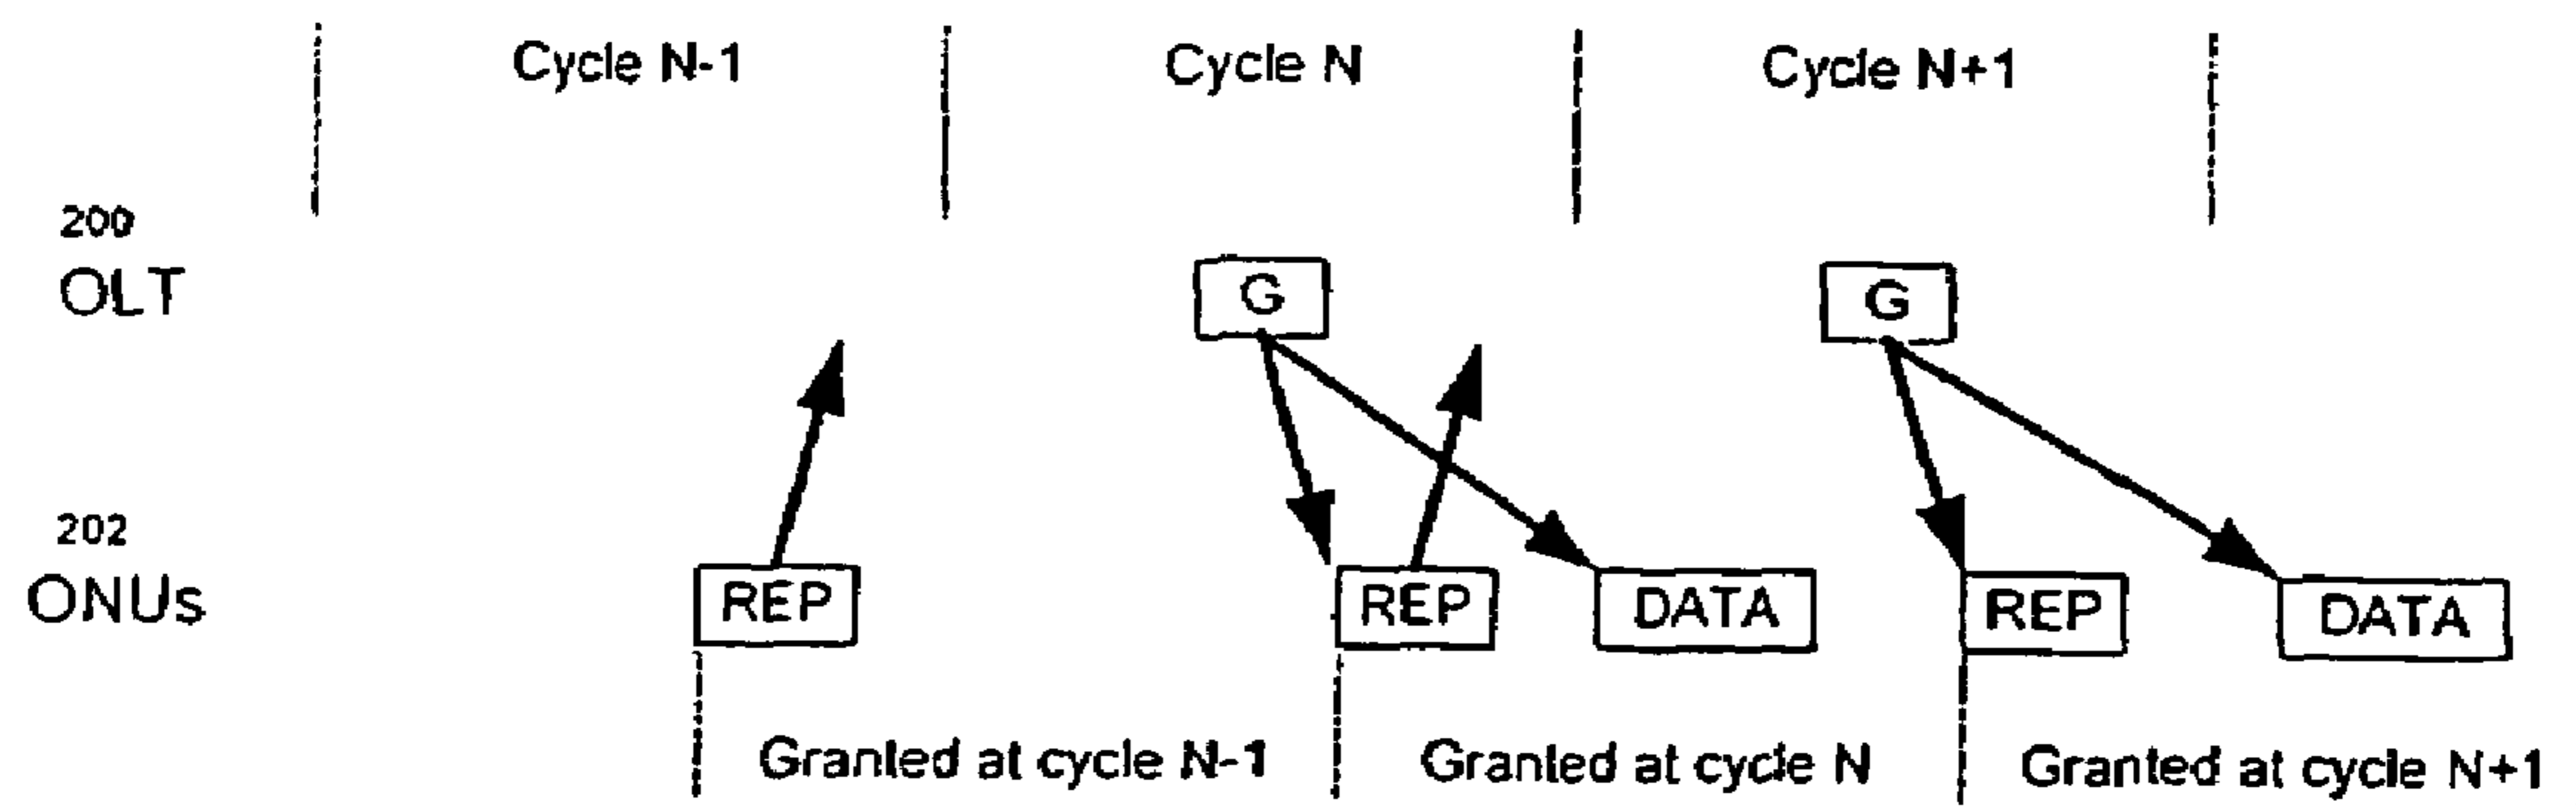 Cycle N-1 Cycle N Cycle N+1
200
OLT G G
202
ONUs REP REP DATA REP DATA
Granted at cycle N-1 Granted at cycle N Granted at cycle N+1